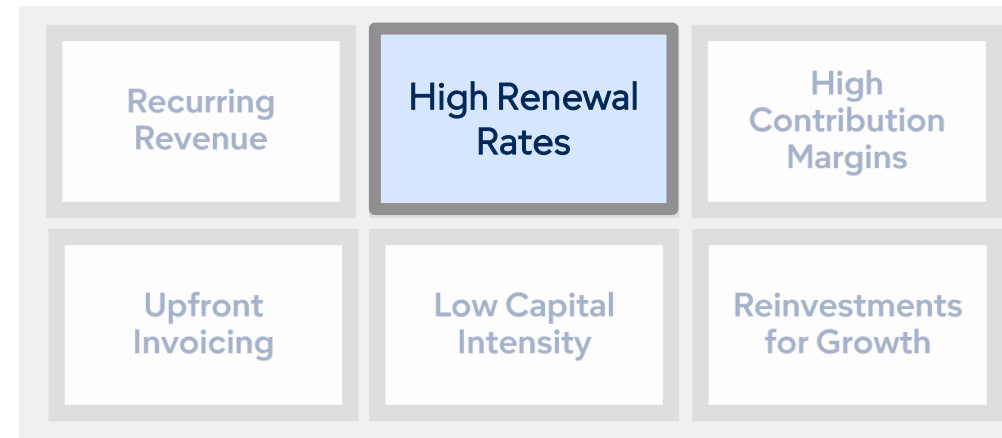 Recurring
Revenue
High Renewal
Rates
High
Contribution
Margins
Upfront
Invoicing
Low Capital
Intensity
Reinvestments
for Growth